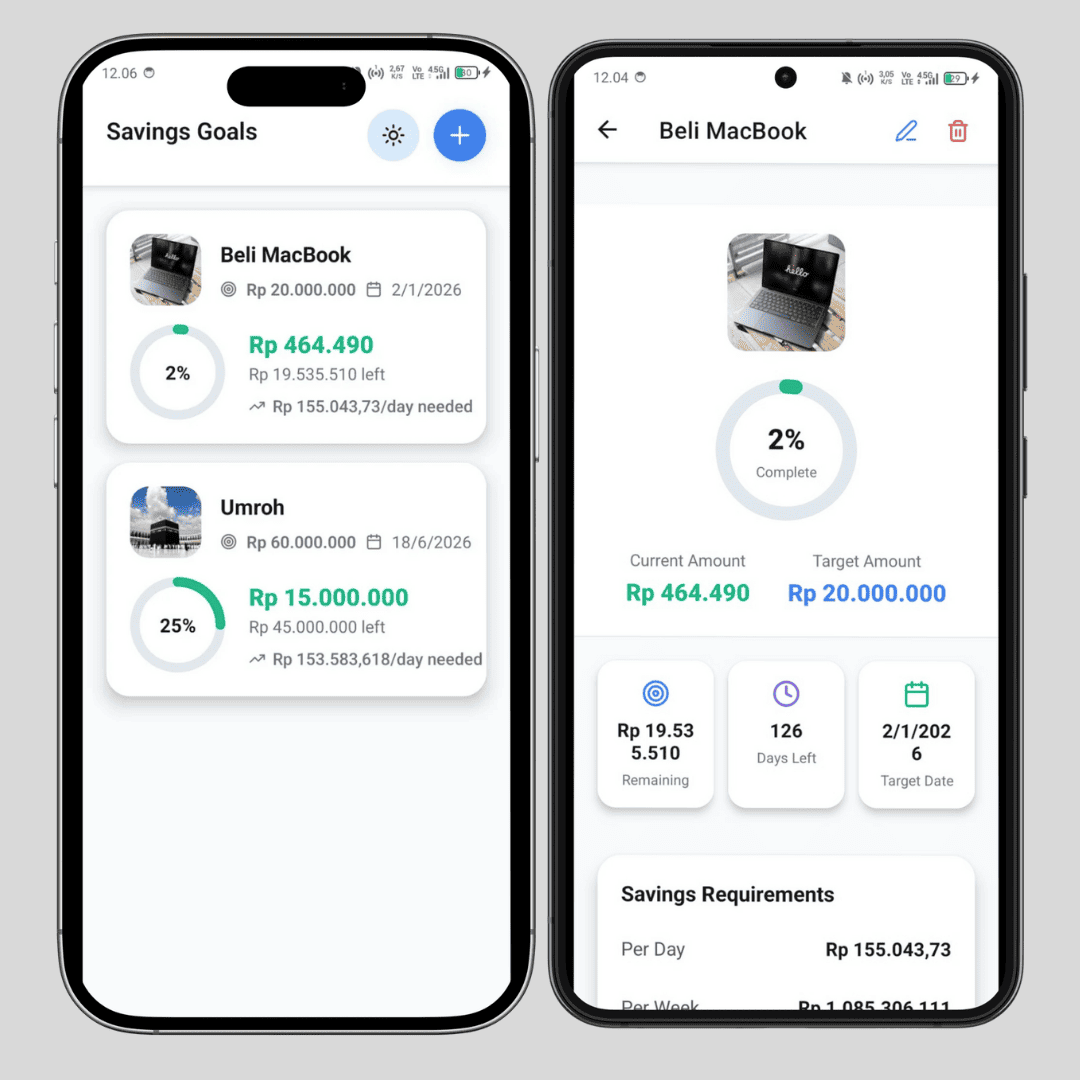 12.06
2,67 K/S
Vo LTE
4.5G
30
Savings Goals
Beli MacBook
Rp 20.000.000
2/1/2026
2%
Rp 464.490
Rp 19.535.510 left
Rp 155.043,73/day needed
Umroh
Rp 60.000.000
18/6/2026
25%
Rp 15.000.000
Rp 45.000.000 left
Rp 153.583,618/day needed
12.04
3,05 K/S
Vo LTE
4.5G
29
Beli MacBook
hello
2%
Complete
Current Amount
Target Amount
Rp 464.490
Rp 20.000.000
Rp 19.53
5.510
Remaining
126
Days Left
2/1/202
6
Target Date
Savings Requirements
Per Day
Rp 155.043,73
Per Week
Rp 1.085.306,111